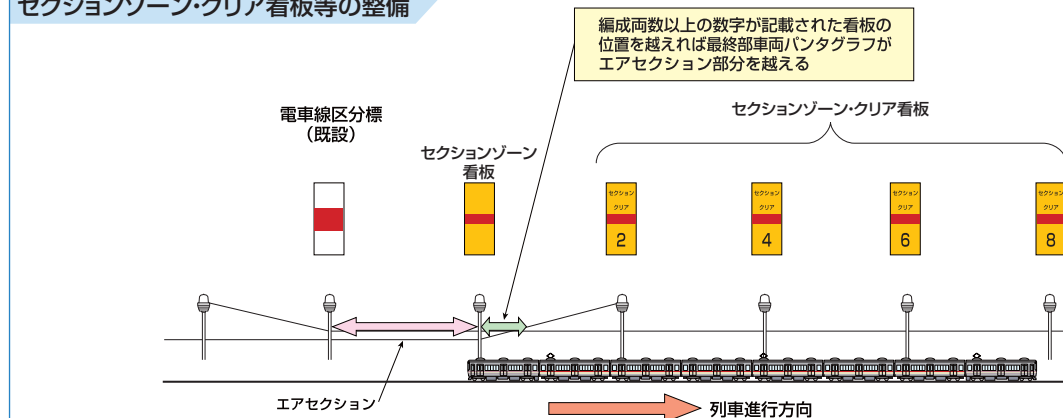 セクションゾーン・クリア看板等の整備
編成両数以上の数字が記載された看板の
位置を越えれば最終部車両パンタグラフが
エアセクション部分を越える
電車線区分標
（既設）
セクションゾーン
看板
セクションゾーン・クリア看板
セクション
クリア
2
セクション
クリア
4
セクション
クリア
6
セクション
クリア
8
エアセクション
列車進行方向